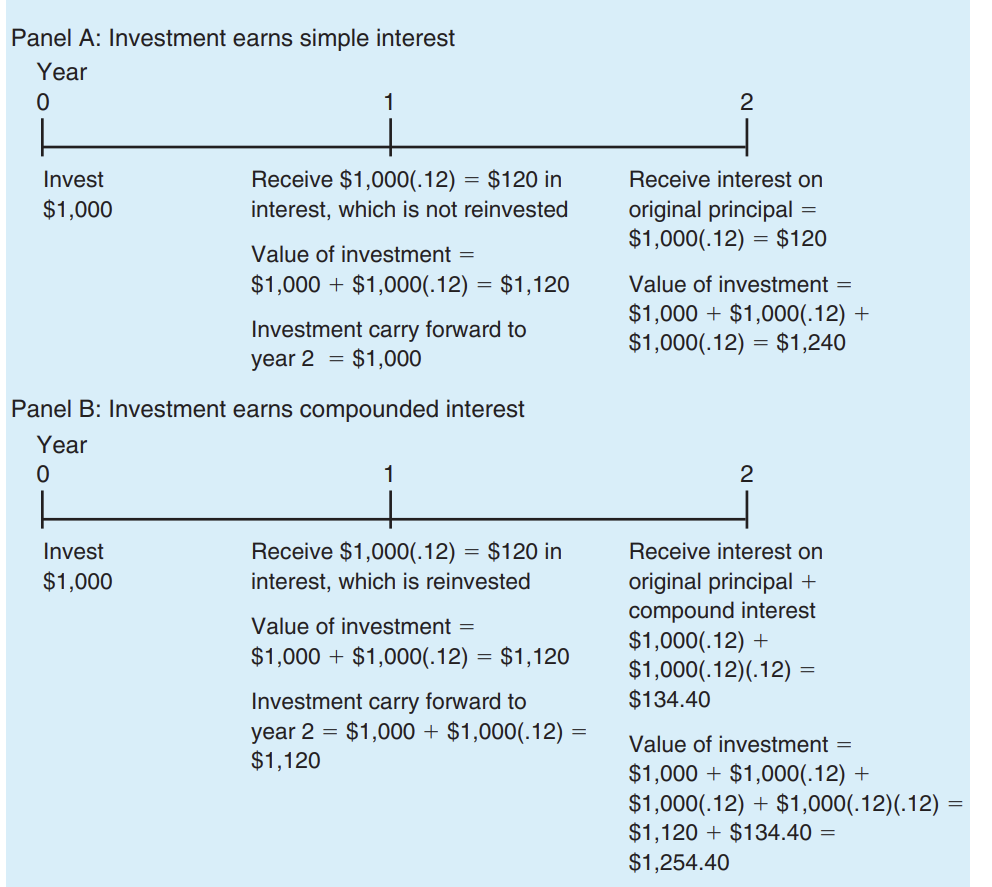 Panel A: Investment earns simple interest
Year
0 1 2
Invest
$1,000
Receive $1,000(.12) = $120 in
interest, which is not reinvested
Value of investment =
$1,000 + $1,000(.12) = $1,120
Investment carry forward to
year 2 = $1,000
Receive interest on
original principal =
$1,000(.12) = $120
Value of investment =
$1,000 + $1,000(.12) +
$1,000(.12) = $1,240
Panel B: Investment earns compounded interest
Year
0 1 2
Invest
$1,000
Receive $1,000(.12) = $120 in
interest, which is reinvested
Value of investment =
$1,000 + $1,000(.12) = $1,120
Investment carry forward to
year 2 = $1,000 + $1,000(.12) =
$1,120
Receive interest on
original principal +
compound interest
$1,000(.12) +
$1,000(.12)(.12) =
$134.40
Value of investment =
$1,000 + $1,000(.12) +
$1,000(.12) + $1,000(.12)(.12) =
$1,120 + $134.40 =
$1,254.40